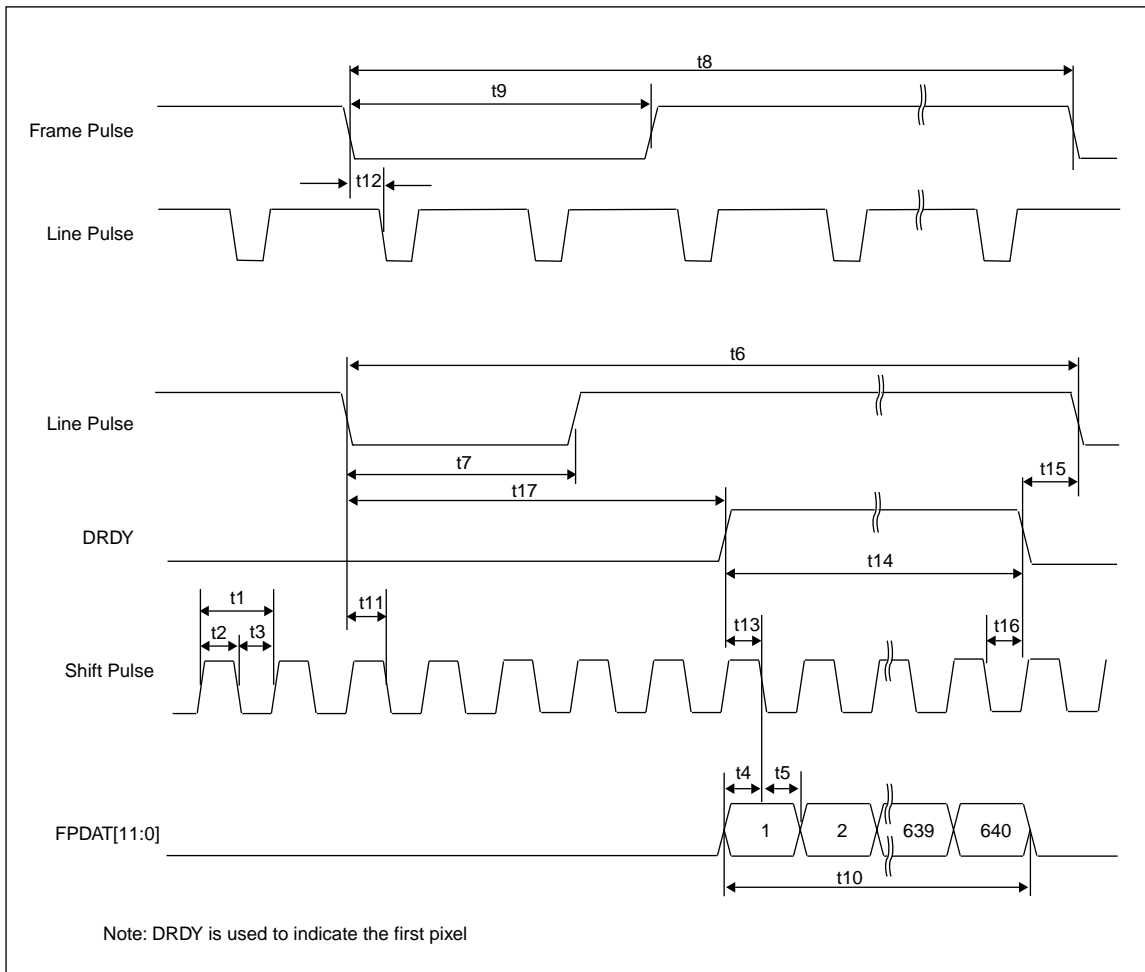 t8
t9
Frame Pulse
t12
Line Pulse
t6
Line Pulse
t7
t15
t17
DRDY
t14
t1
t11
t13
t16
t2 t3
Shift Pulse
t4 t5
FPDAT[11:0]
1 2 639 640
t10
Note: DRDY is used to indicate the first pixel